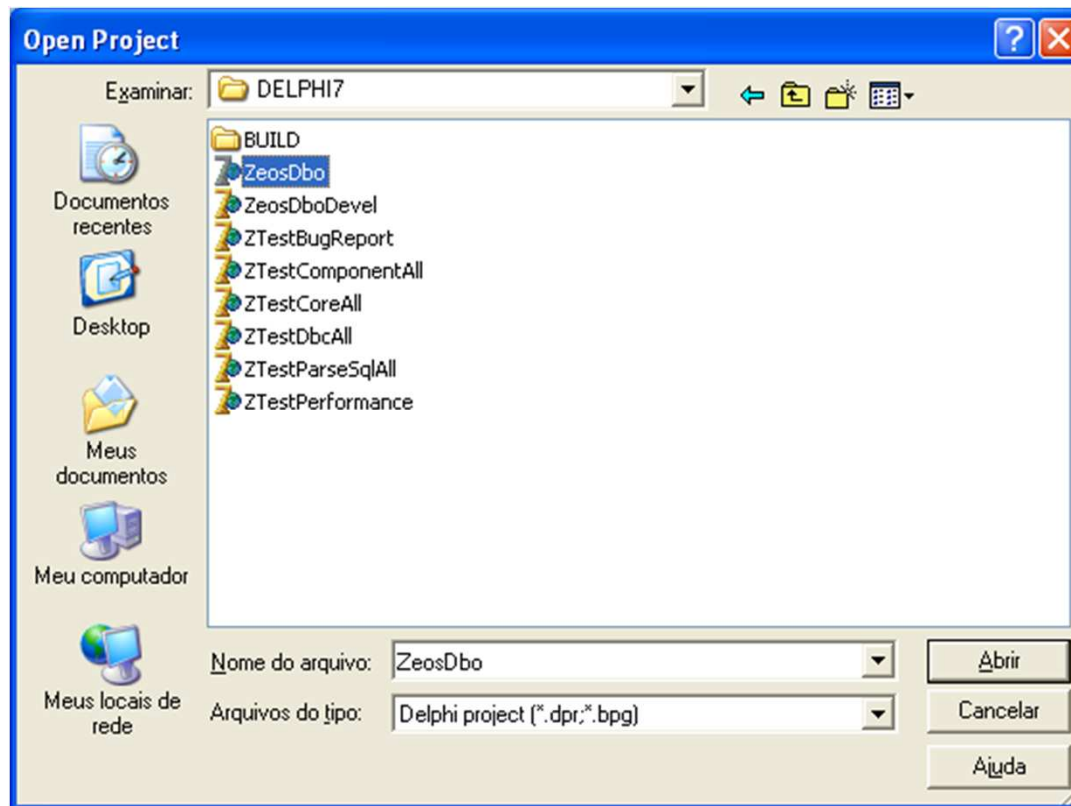 Open Project
Examinar:
DELPHI7
BUILD
ZeosDbo
ZeosDboDevel
ZTestBugReport
ZTestComponentAll
ZTestCoreAll
ZTestDbcAll
ZTestParseSqlAll
ZTestPerformance
Documentos
recentes
Desktop
Meus
documentos
Meu computador
Meus locais de
rede
Nome do arquivo:
ZeosDbo
Abrir
Arquivos do tipo:
Delphi project (*.dpr;*.bpg)
Cancelar
Ajuda